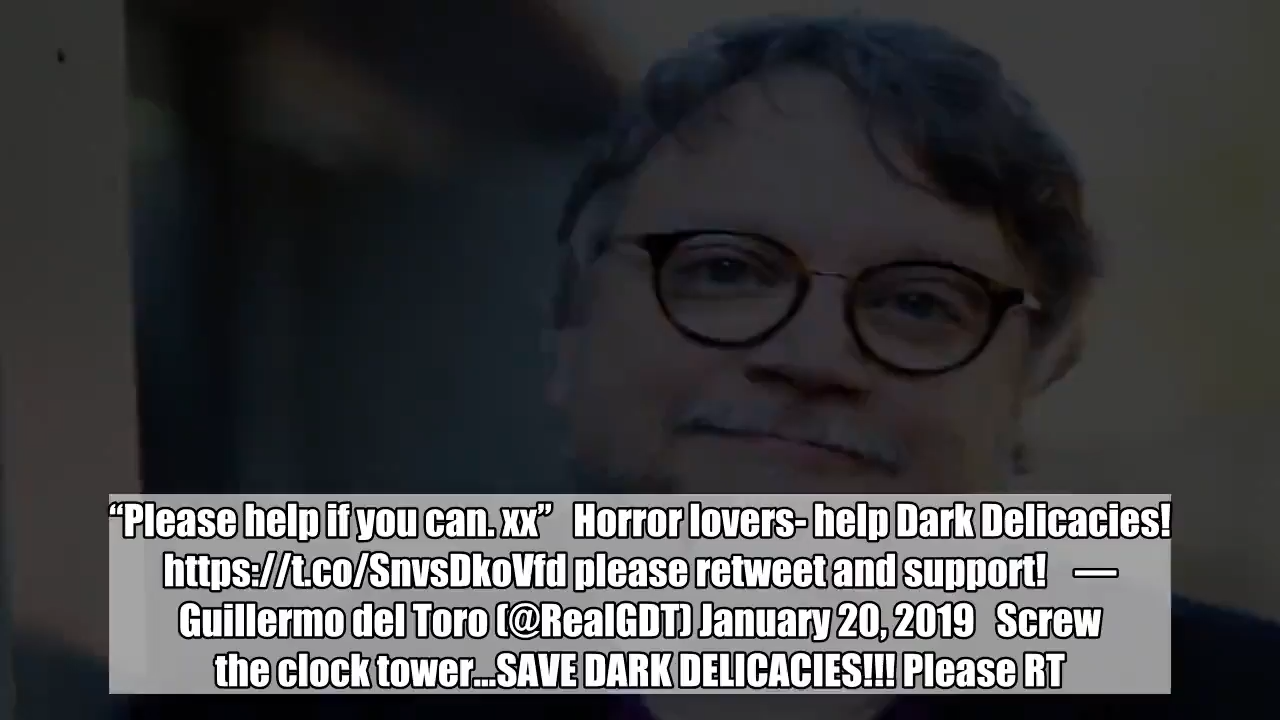 “Please help if you can. xx” Horror lovers- help Dark Delicacies!
https://t.co/SnvsDkoVfd please retweet and support! —
Guillermo del Toro (@RealGDT) January 20, 2019 Screw
the clock tower...SAVE DARK DELICACIES!!! Please RT